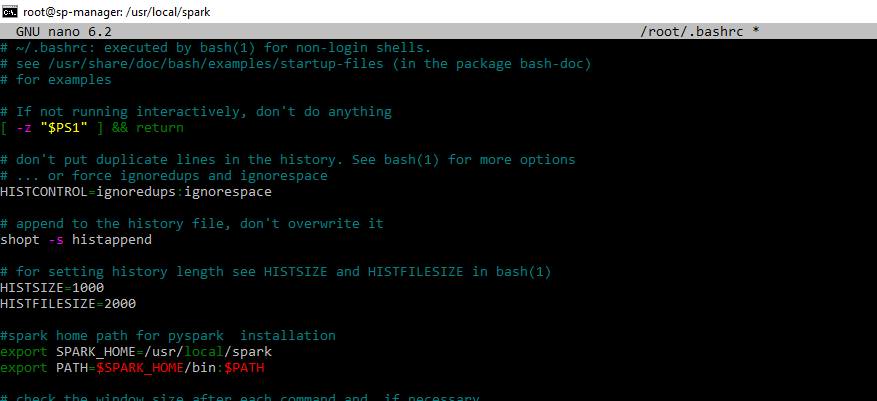 root@sp-manager: /usr/local/spark
GNU nano 6.2 /root/.bashrc *
# ~/.bashrc: executed by bash(1) for non-login shells.
# see /usr/share/doc/bash/examples/startup-files (in the package bash-doc)
# for examples
# If not running interactively, don't do anything
[ -z "$PS1" ] && return
# don't put duplicate lines in the history. See bash(1) for more options
# ... or force ignoredups and ignorespace
HISTCONTROL=ignoredups:ignorespace
# append to the history file, don't overwrite it
shopt -s histappend
# for setting history length see HISTSIZE and HISTFILESIZE in bash(1)
HISTSIZE=1000
HISTFILESIZE=2000
#spark home path for pyspark  installation
export SPARK_HOME=/usr/local/spark
export PATH=$SPARK_HOME/bin:$PATH
# check the window size after each command and, if necessary,